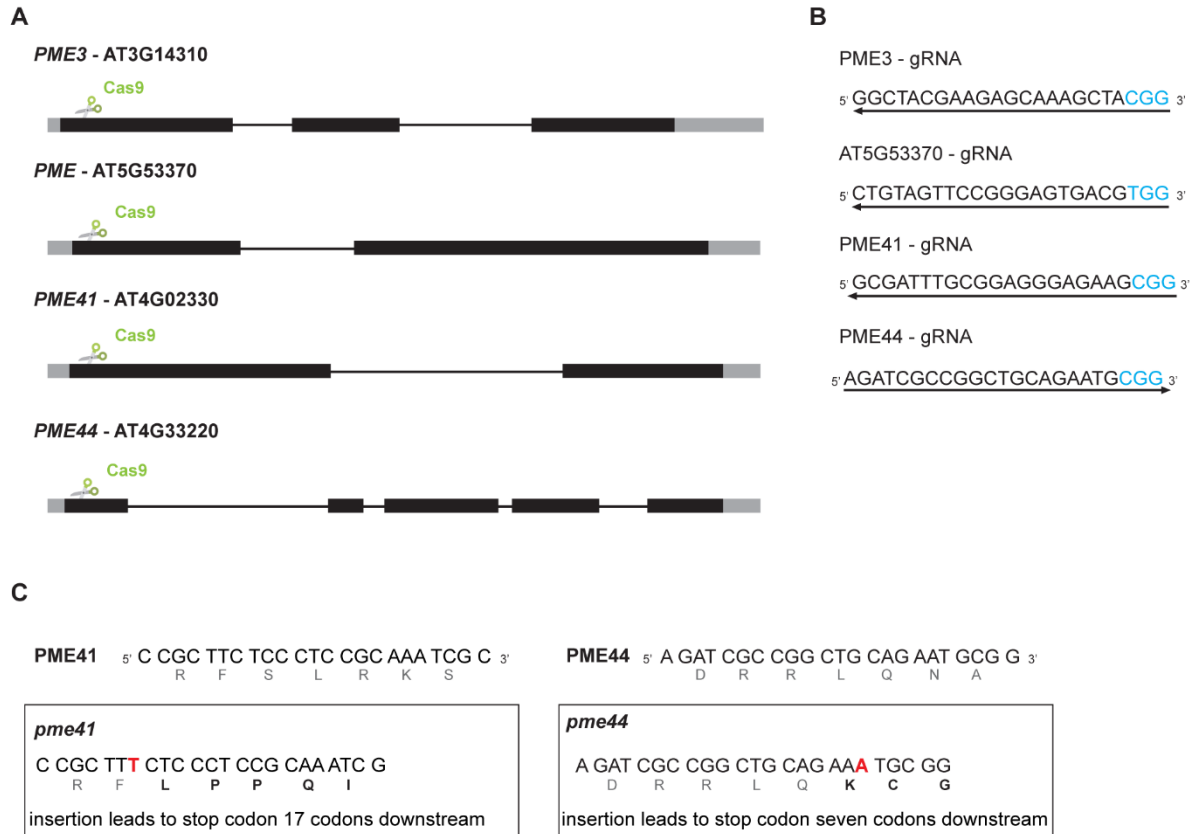 A
PME3 - AT3G14310
Cas9
PME - AT5G53370
Cas9
PME41 - AT4G02330
Cas9
PME44 - AT4G33220
Cas9
B
PME3 - gRNA
5' GGCTACGAAGAGCAAAGCTACGG 3'
AT5G53370 - gRNA
5' CTGTAGTTCCGGGAGTGACGTGG 3'
PME41 - gRNA
5' GCGATTTGCGGAGGGAGAAGCGG 3'
PME44 - gRNA
5' AGATCGCCGGCTGCAGAATGCGG 3'
C
PME41 5' C CGC TTC TCC CTC CGC AAA TCG C 3'
R F S L R K S
pme41
C CGC TTT CTC CCT CCG CAA ATC G
R F L P P Q I
insertion leads to stop codon 17 codons downstream
PME44 5' A GAT CGC CGG CTG CAG AAT GCG G 3'
D R R L Q N A
pme44
A GAT CGC CGG CTG CAG AAA TGC GG
D R R L Q K C G
insertion leads to stop codon seven codons downstream